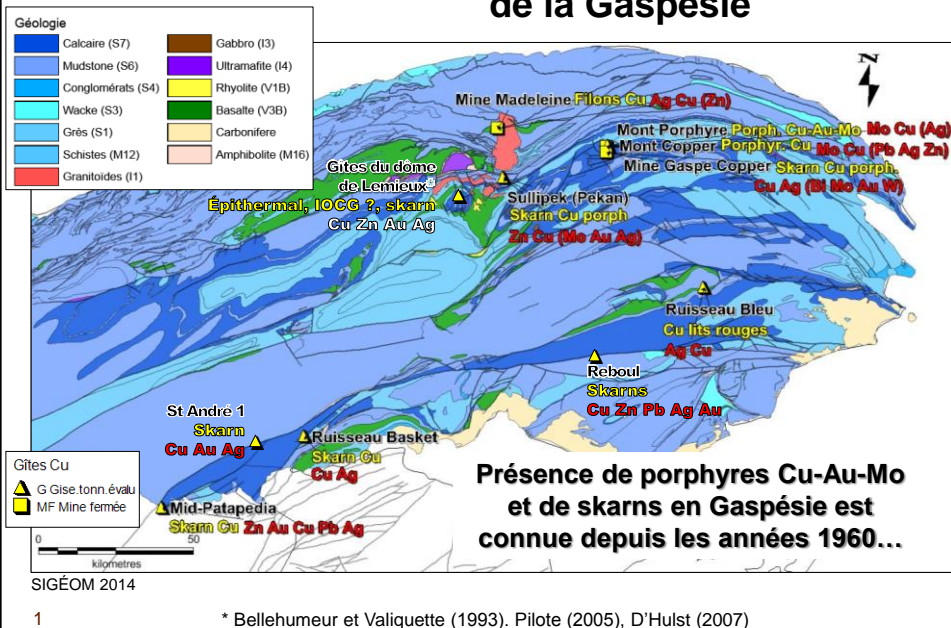 de la Gaspésie
Géologie
Calcaire (S7)
Mudstone (S6)
Conglomérats (S4)
Wacke (S3)
Grès (S1)
Schistes (M12)
Granitoïdes (I1)
Gabbro (I3)
Ultramafite (I4)
Rhyolite (V1B)
Basalte (V3B)
Carbonifere
Amphibolite (M16)
N
Mine Madeleine Filons Cu Ag Cu (Zn)
Mont Porphyre Porph. Cu-Au-Mo Mo Cu (Ag)
Mont Copper Porphyr. Cu Mo Cu (Pb Ag Zn)
Mine Gaspe Copper Skarn Cu porph.
Cu Ag (Bi Mo Au W)
Gites du dôme
de Lemieux
Épithermal, IOCG ?, skarn
Cu Zn Au Ag
Sullipek (Pekan)
Skarn Cu porph
Zn Cu (Mo Au Ag)
Ruisseau Bleu
Cu lits rouges
Ag Cu
Reboul
Skarns
Cu Zn Pb Ag Au
St André 1
Skarn
Cu Au Ag
Ruisseau Basket
Skarn Cu
Cu Ag
Mid-Patapedia
Skarn Cu Zn Au Cu Pb Ag
Gîtes Cu
G Gise.tonn.évalu
MF Mine fermée
0 50
kilometres
Présence de porphyres Cu-Au-Mo
et de skarns en Gaspésie est
connue depuis les années 1960…
SIGÉOM 2014
1
* Bellehumeur et Valiquette (1993). Pilote (2005), D'Hulst (2007)